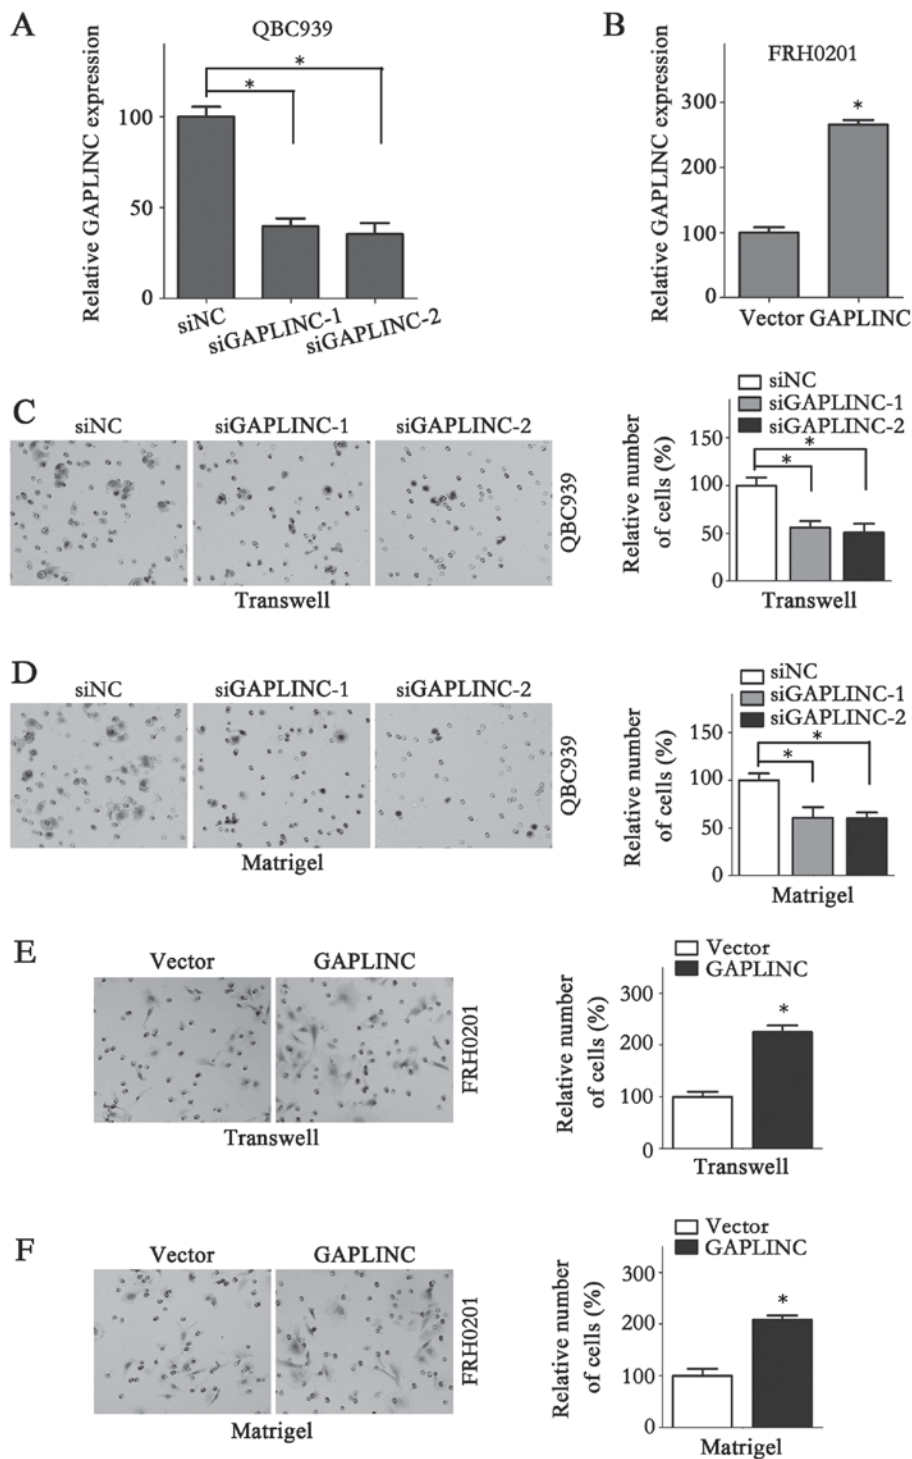 A
QBC939
Relative GAPLINC expression
100
50
0
*
*
siNC
siGAPLINC-1
siGAPLINC-2
B
FRH0201
Relative GAPLINC expression
300
200
100
0
*
Vector GAPLINC
C
siNC siGAPLINC-1 siGAPLINC-2
QBC939
Transwell
siNC
siGAPLINC-1
siGAPLINC-2
Relative number
of cells (%)
150
100
50
0
*
*
Transwell
D
siNC siGAPLINC-1 siGAPLINC-2
QBC939
Matrigel
siNC
siGAPLINC-1
siGAPLINC-2
Relative number
of cells (%)
150
100
50
0
*
*
Matrigel
E
Vector GAPLINC
FRH0201
Transwell
Vector
GAPLINC
Relative number
of cells (%)
300
200
100
0
*
Transwell
F
Vector GAPLINC
FRH0201
Matrigel
Vector
GAPLINC
Relative number
of cells (%)
300
200
100
0
*
Matrigel